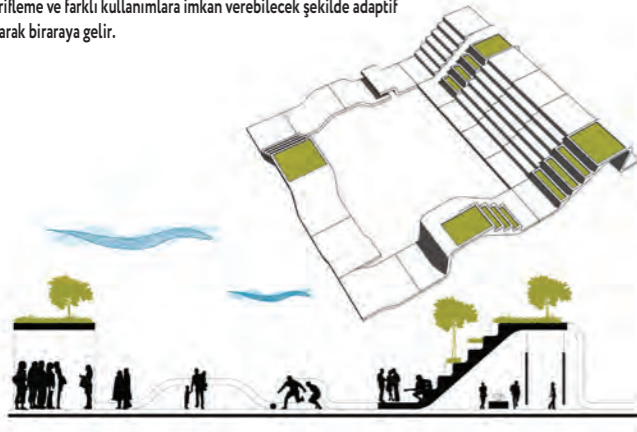 rifleme ve farklı kullanımlara imkan verebilecek şekilde adaptif
arak biraraya gelir.